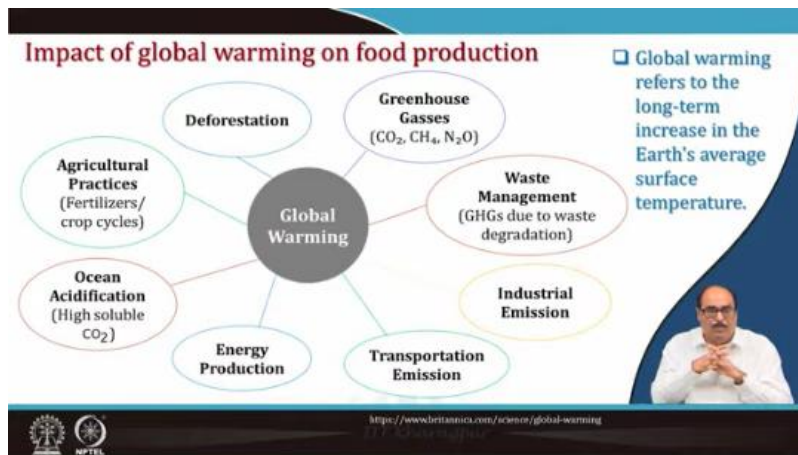 Impact of global warming on food production
Global warming
refers to the
long-term
increase in the
Earth's average
surface
temperature.
Deforestation
Greenhouse
Gasses
(CO₂, CH₄, N₂O)
Agricultural
Practices
(Fertilizers/
crop cycles)
Waste
Management
(GHGs due to waste
degradation)
Global
Warming
Ocean
Acidification
(High soluble
CO₂)
Industrial
Emission
Energy
Production
Transportation
Emission
https://www.britannica.com/science/global-warming
NPTEL